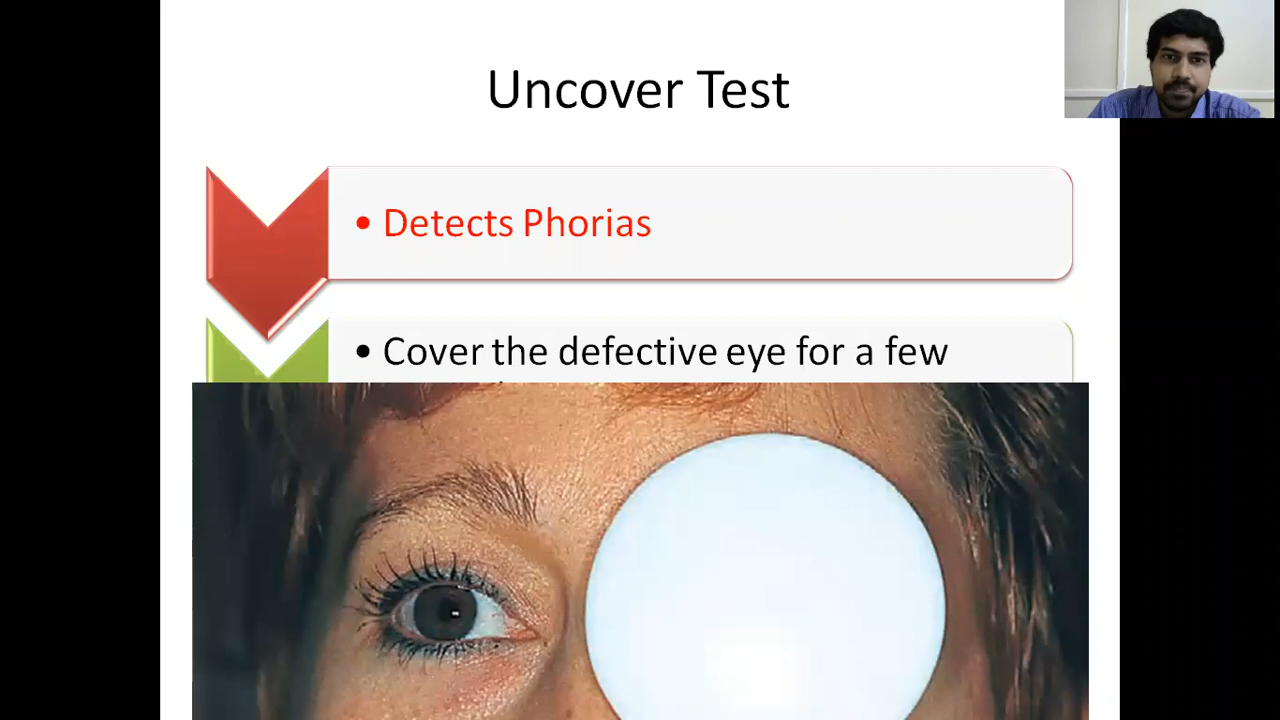 Uncover Test
• Detects Phorias
• Cover the defective eye for a few